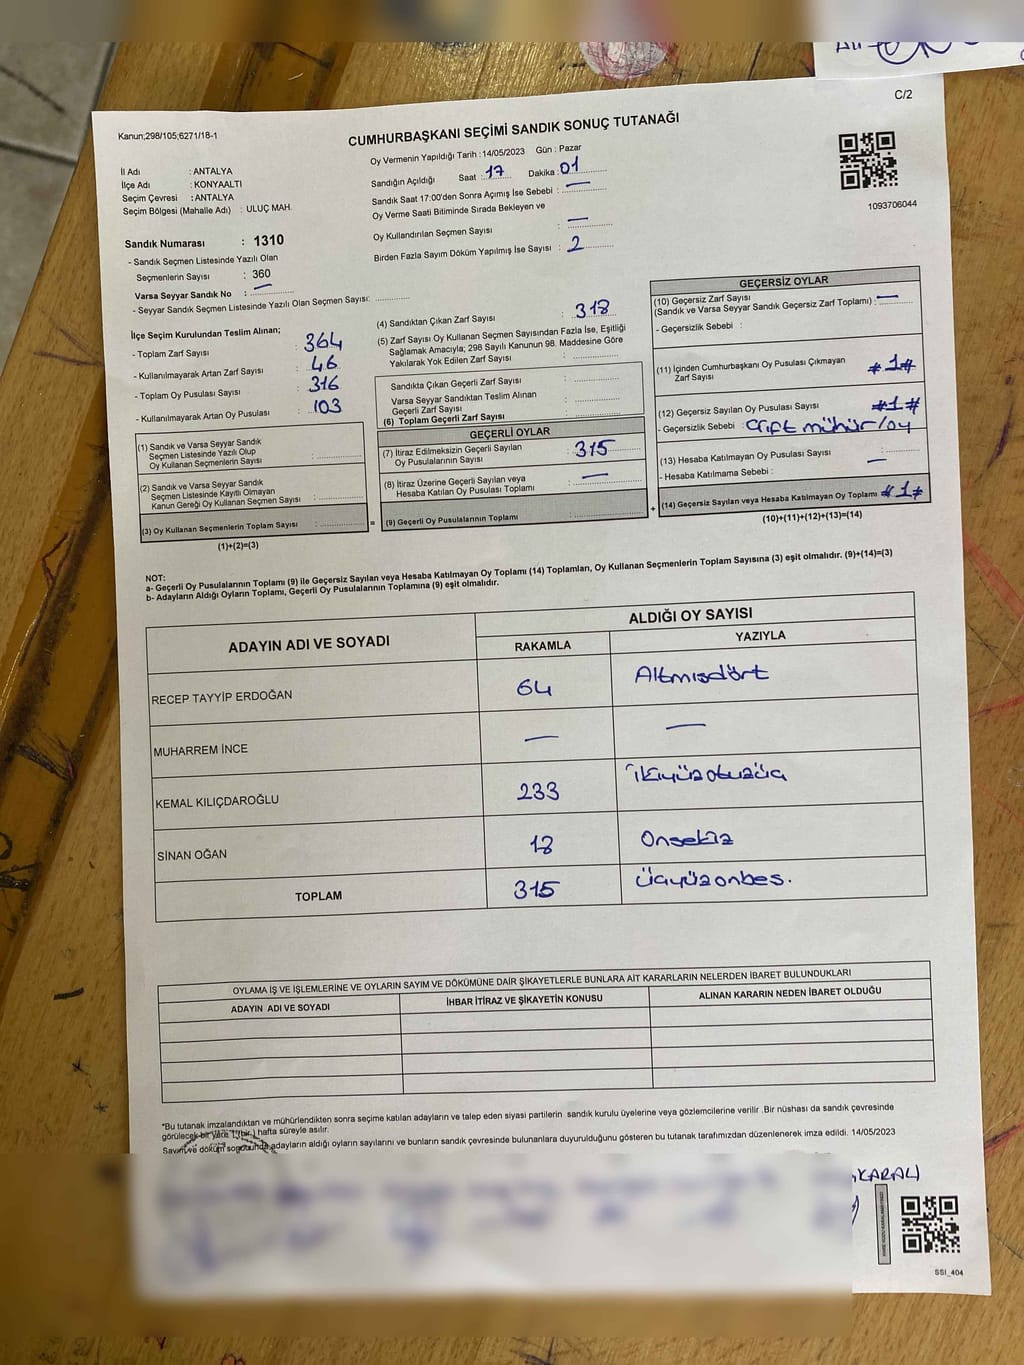 C/2
Kanun;298/105;6271/18-1
CUMHURBAŞKANI SEÇİMİ SANDIK SONUÇ TUTANAĞI
İl Adı : ANTALYA
İlçe Adı : KONYAALTI
Seçim Çevresi : ANTALYA
Seçim Bölgesi (Mahalle Adı) : ULUÇ MAH.
Oy Vermenin Yapıldığı Tarih : 14/05/2023 Gün : Pazar
Sandığın Açıldığı Saat : 17 Dakika : 01
Sandık Saat 17:00'den Sonra Açımış İse Sebebi : —
Oy Verme Saati Bitiminde Sırada Bekleyen ve
Oy Kullandırılan Seçmen Sayısı : —
Birden Fazla Sayım Döküm Yapılmış İse Sayısı : 2
1093706044
Sandık Numarası : 1310
- Sandık Seçmen Listesinde Yazılı Olan
Seçmenlerin Sayısı : 360
Varsa Seyyar Sandık No : —
- Seyyar Sandık Seçmen Listesinde Yazılı Olan Seçmen Sayısı:
İlçe Seçim Kurulundan Teslim Alınan;
- Toplam Zarf Sayısı : 364
- Kullanılmayarak Artan Zarf Sayısı : 46
- Toplam Oy Pusulası Sayısı : 316
- Kullanılmayarak Artan Oy Pusulası : 103
(1) Sandık ve Varsa Seyyar Sandık
Seçmen Listesinde Yazılı Olup
Oy Kullanan Seçmenlerin Sayısı :
(2) Sandık ve Varsa Seyyar Sandık
Seçmen Listesinde Kayıtlı Olmayan
Kanun Gereği Oy Kullanan Seçmen Sayısı :
(3) Oy Kullanan Seçmenlerin Toplam Sayısı :
(1)+(2)=(3)
=
(4) Sandıktan Çıkan Zarf Sayısı : 318
(5) Zarf Sayısı Oy Kullanan Seçmen Sayısından Fazla İse, Eşitliği
Sağlamak Amacıyla; 298 Sayılı Kanunun 98. Maddesine Göre
Yakılarak Yok Edilen Zarf Sayısı :
Sandıkta Çıkan Geçerli Zarf Sayısı :
Varsa Seyyar Sandıktan Teslim Alınan
Geçerli Zarf Sayısı :
(6) Toplam Geçerli Zarf Sayısı :
GEÇERLİ OYLAR
(7) İtiraz Edilmeksizin Geçerli Sayılan
Oy Pusulalarının Sayısı : 315
(8) İtiraz Üzerine Geçerli Sayılan veya
Hesaba Katılan Oy Pusulası Toplamı : —
(9) Geçerli Oy Pusulalarının Toplamı
+
GEÇERSİZ OYLAR
(10) Geçersiz Zarf Sayısı
(Sandık ve Varsa Seyyar Sandık Geçersiz Zarf Toplamı) : —
- Geçersizlik Sebebi :
(11) İçinden Cumhurbaşkanı Oy Pusulası Çıkmayan
Zarf Sayısı : #1#
(12) Geçersiz Sayılan Oy Pusulası Sayısı : #1#
- Geçersizlik Sebebi : Çift mühür/oy
(13) Hesaba Katılmayan Oy Pusulası Sayısı : —
- Hesaba Katılmama Sebebi :
(14) Geçersiz Sayılan veya Hesaba Katılmayan Oy Toplamı #1#
(10)+(11)+(12)+(13)=(14)
NOT:
a- Geçerli Oy Pusulalarının Toplamı (9) ile Geçersiz Sayılan veya Hesaba Katılmayan Oy Toplamı (14) Toplamları, Oy Kullanan Seçmenlerin Toplam Sayısına (3) eşit olmalıdır. (9)+(14)=(3)
b- Adayların Aldığı Oyların Toplamı, Geçerli Oy Pusulalarının Toplamına (9) eşit olmalıdır.
ADAYIN ADI VE SOYADI ALDIĞI OY SAYISI
RAKAMLA YAZIYLA
RECEP TAYYİP ERDOĞAN 64 Altmışdört
MUHARREM İNCE — —
KEMAL KILIÇDAROĞLU 233 İkiyüzotuzüç
SİNAN OĞAN 18 Onsekiz
TOPLAM 315 Üçyüzonbeş.
OYLAMA İŞ VE İŞLEMLERİNE VE OYLARIN SAYIM VE DÖKÜMÜNE DAİR ŞİKAYETLERLE BUNLARA AİT KARARLARIN NELERDEN İBARET BULUNDUKLARI
ADAYIN ADI VE SOYADI İHBAR İTİRAZ VE ŞİKAYETİN KONUSU ALINAN KARARIN NEDEN İBARET OLDUĞU
*Bu tutanak imzalandıktan ve mühürlendikten sonra seçime katılan adayların ve talep eden siyasi partilerin sandık kurulu üyelerine veya gözlemcilerine verilir .Bir nüshası da sandık çevresinde
görülecek bir yere 1 (bir ) hafta süreyle asılır.
Sayım ve döküm sonucunda adayların aldığı oyların sayılarını ve bunların sandık çevresinde bulunanlara duyurulduğunu gösteren bu tutanak tarafımızdan düzenlenerek imza edildi. 14/05/2023
KARALI
SSI_404